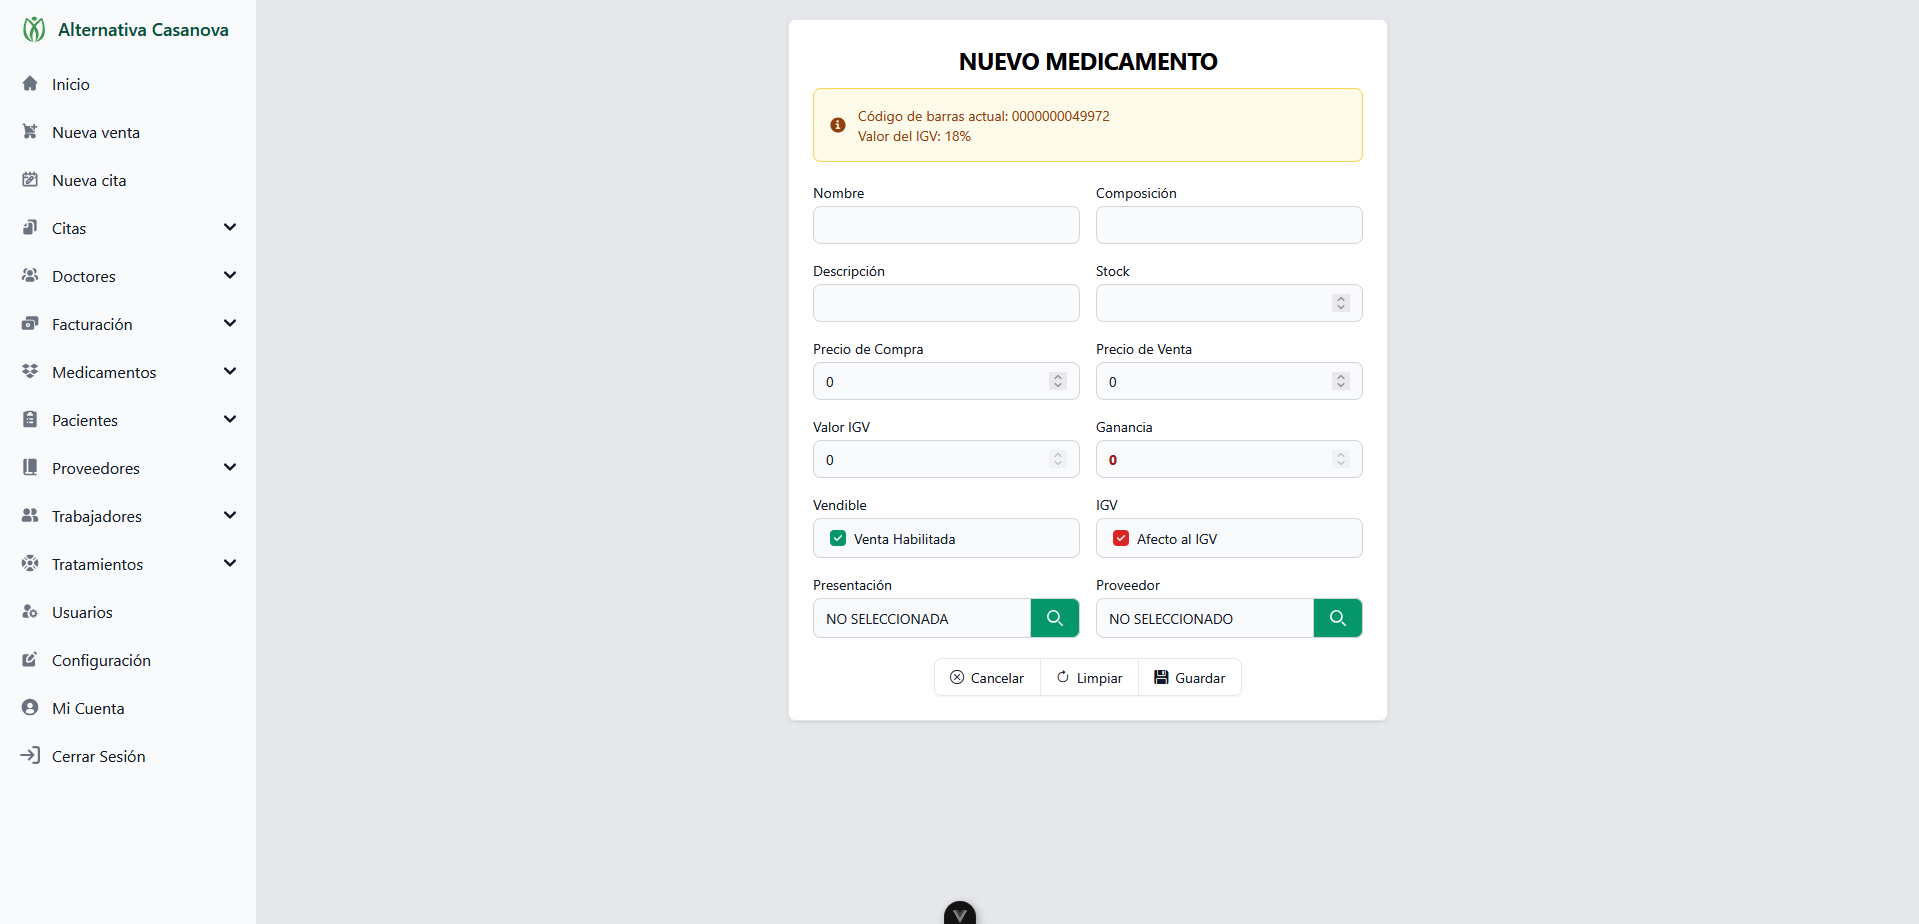 Alternativa Casanova
Inicio
Nueva venta
Nueva cita
Citas
Doctores
Facturación
Medicamentos
Pacientes
Proveedores
Trabajadores
Tratamientos
Usuarios
Configuración
Mi Cuenta
Cerrar Sesión
NUEVO MEDICAMENTO
Código de barras actual: 0000000049972
Valor del IGV: 18%
Nombre
Composición
Descripción
Stock
Precio de Compra
Precio de Venta
0
0
Valor IGV
Ganancia
0
0
Vendible
IGV
Venta Habilitada
Afecto al IGV
Presentación
Proveedor
NO SELECCIONADA
NO SELECCIONADO
Cancelar
Limpiar
Guardar